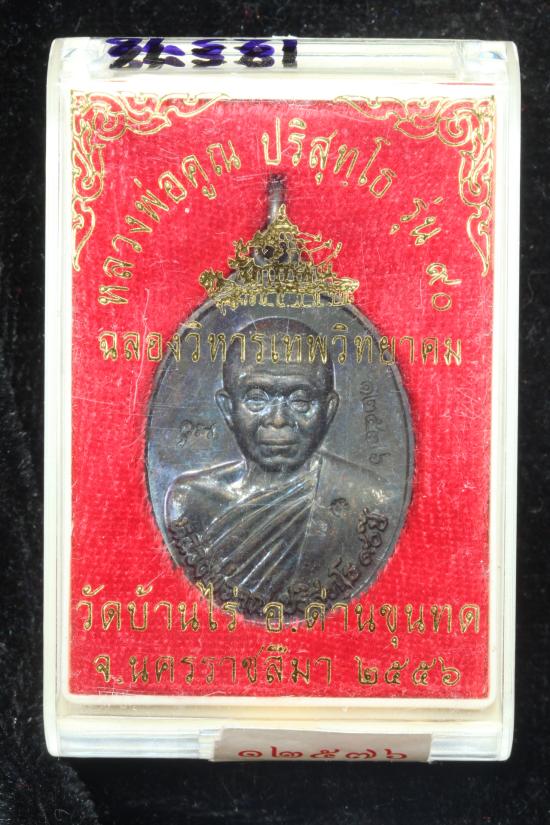 หลวงพ่อคูณ ปริสุทฺโธ รุ่น ๙๐
ฉลองวิหารเทพวิทยาคม
คูณ
วัดบ้านไร่ อ.ด่านขุนทด
จ.นครราชสีมา ๒๕๕๖
๑๒๕๗๖